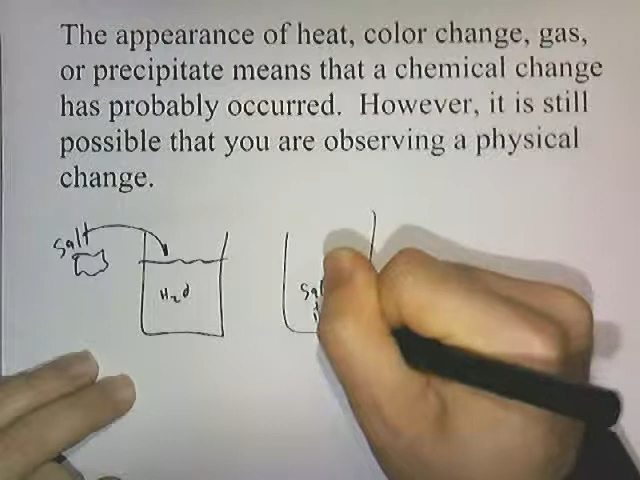 The appearance of heat, color change, gas,
or precipitate means that a chemical change
has probably occurred.  However, it is still
possible that you are observing a physical
change.
Salt
H2O